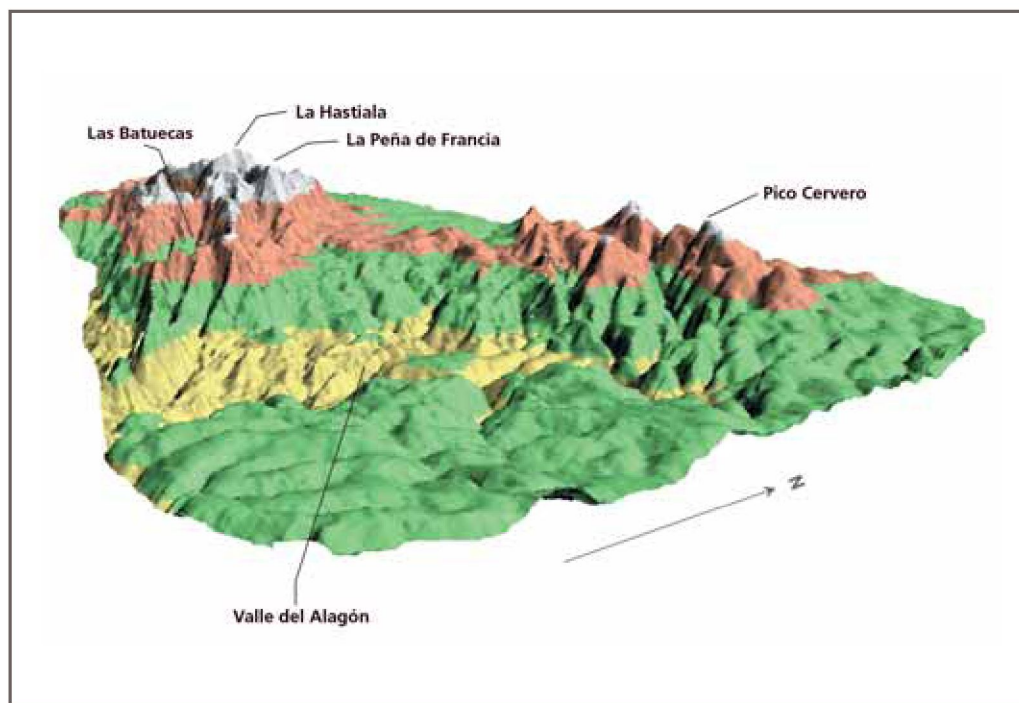 La Hastiala
Las Batuecas
La Peña de Francia
Pico Cervero
N
Valle del Alagón